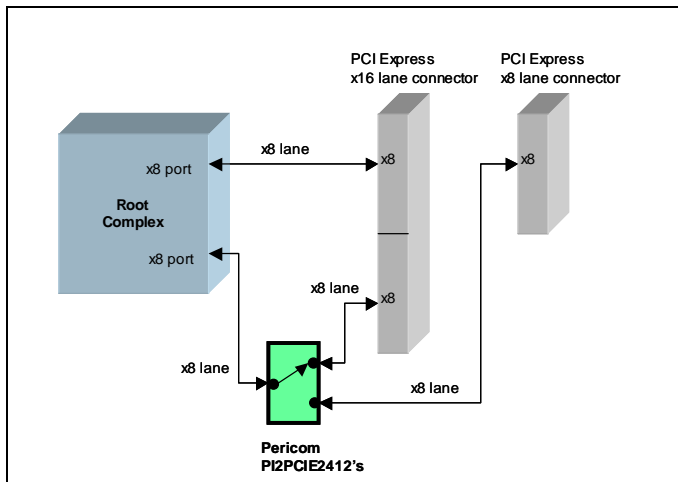 PCI Express
x16 lane connector
PCI Express
x8 lane connector
x8 lane
x8 port
x8
x8
Root
Complex
x8 port
x8 lane
x8
x8 lane
x8 lane
Pericom
PI2PCIE2412's